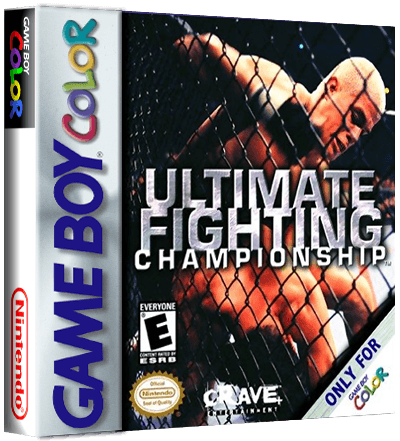 GAME BOY
COLOR
Nintendo
GAME BOY COLOR
ULTIMATE
FIGHTING
CHAMPIONSHIP™
EVERYONE
E
CONTENT RATED BY
ESRB
Official
Nintendo
Seal of Quality
CRAVE
ENTERTAINMENT
ONLY FOR
GAME BOY
COLOR